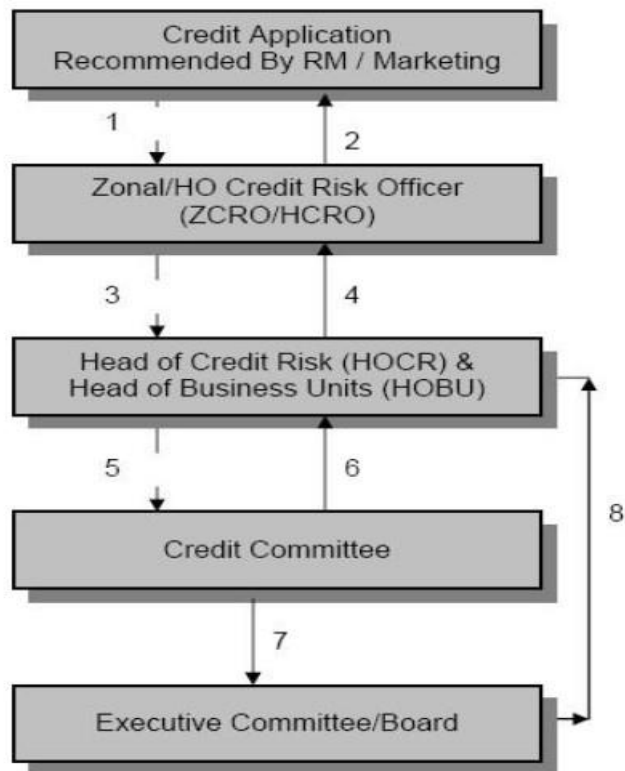 Credit Application
Recommended By RM / Marketing
1
2
Zonal/HO Credit Risk Officer
(ZCRO/HCRO)
3
4
Head of Credit Risk (HOCR) &
Head of Business Units (HOBU)
5
6
8
Credit Committee
7
Executive Committee/Board